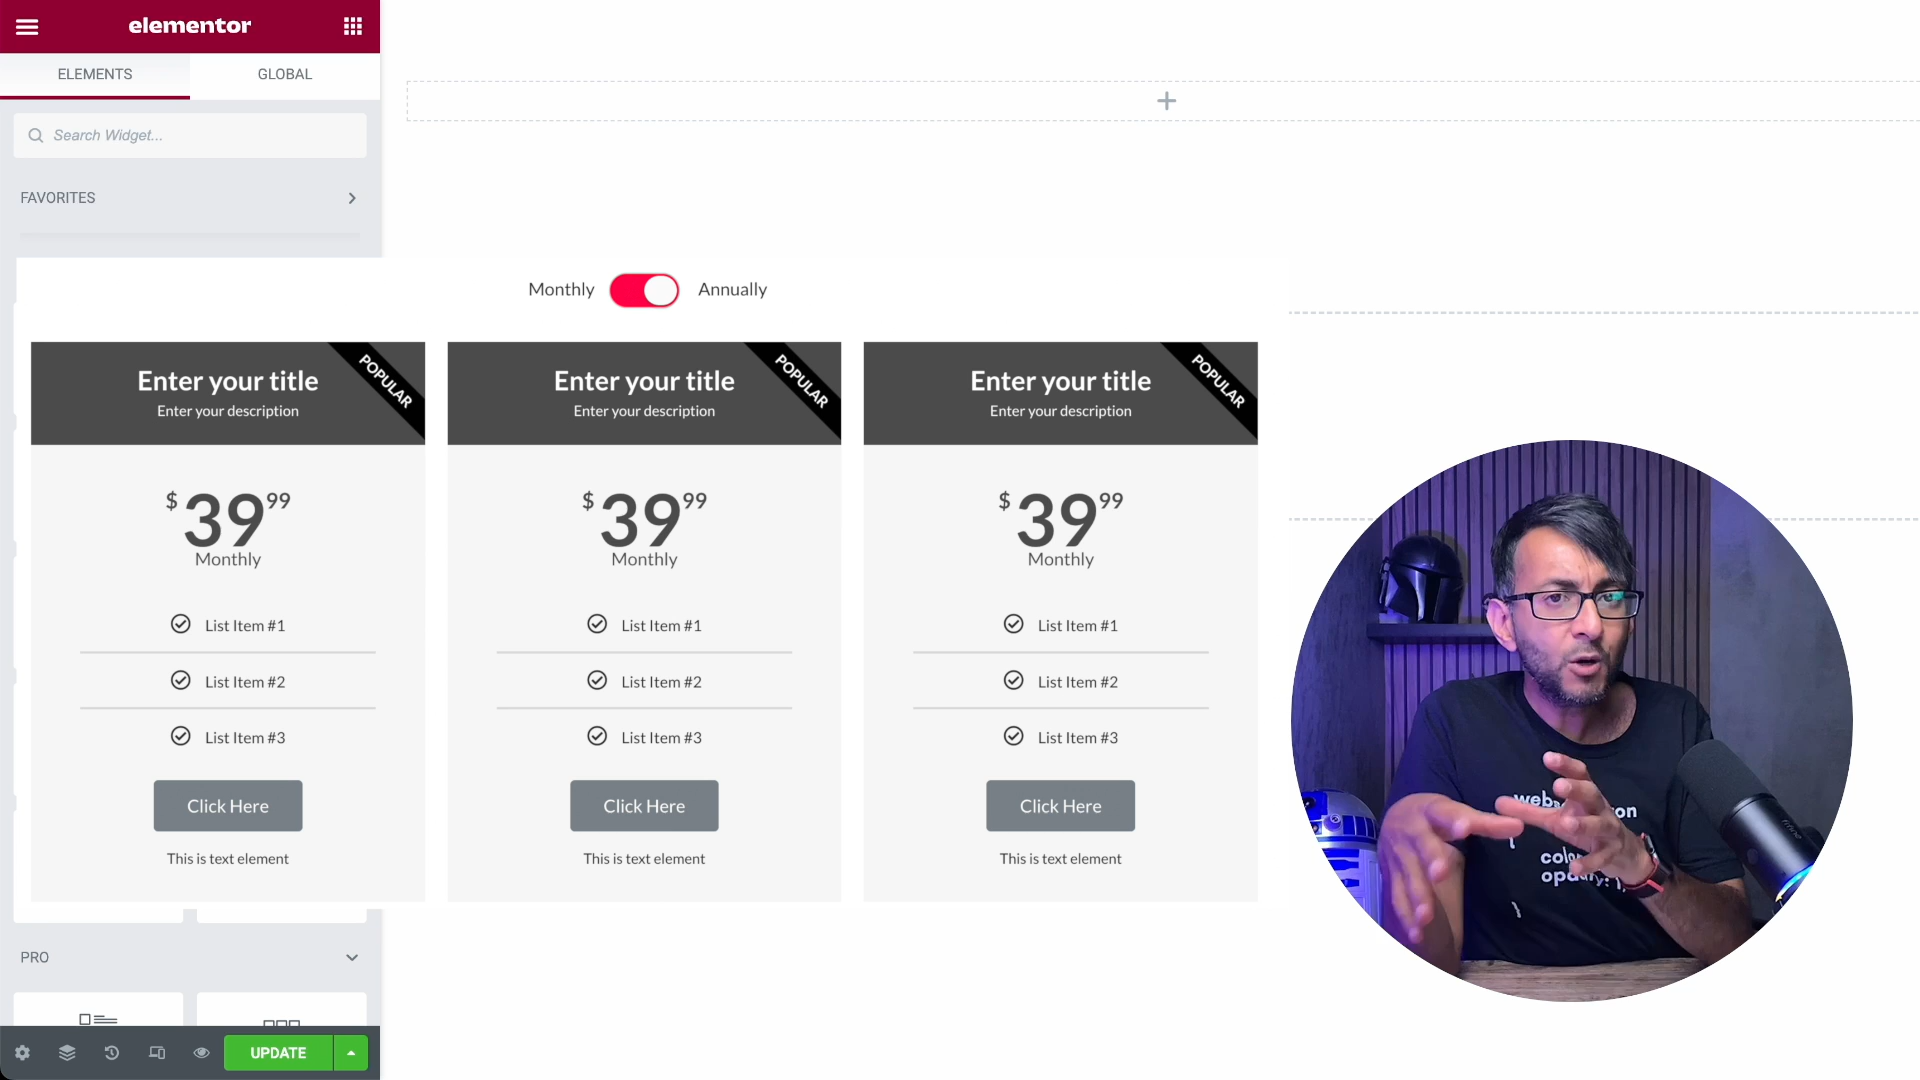 elementor
ELEMENTS
GLOBAL
Search Widget...
FAVORITES
Monthly
Annually
Enter your title
Enter your description
POPULAR
$39.99
Monthly
List Item #1
List Item #2
List Item #3
Click Here
This is text element
Enter your title
Enter your description
POPULAR
$39.99
Monthly
List Item #1
List Item #2
List Item #3
Click Here
This is text element
Enter your title
Enter your description
POPULAR
$39.99
Monthly
List Item #1
List Item #2
List Item #3
Click Here
This is text element
PRO
UPDATE